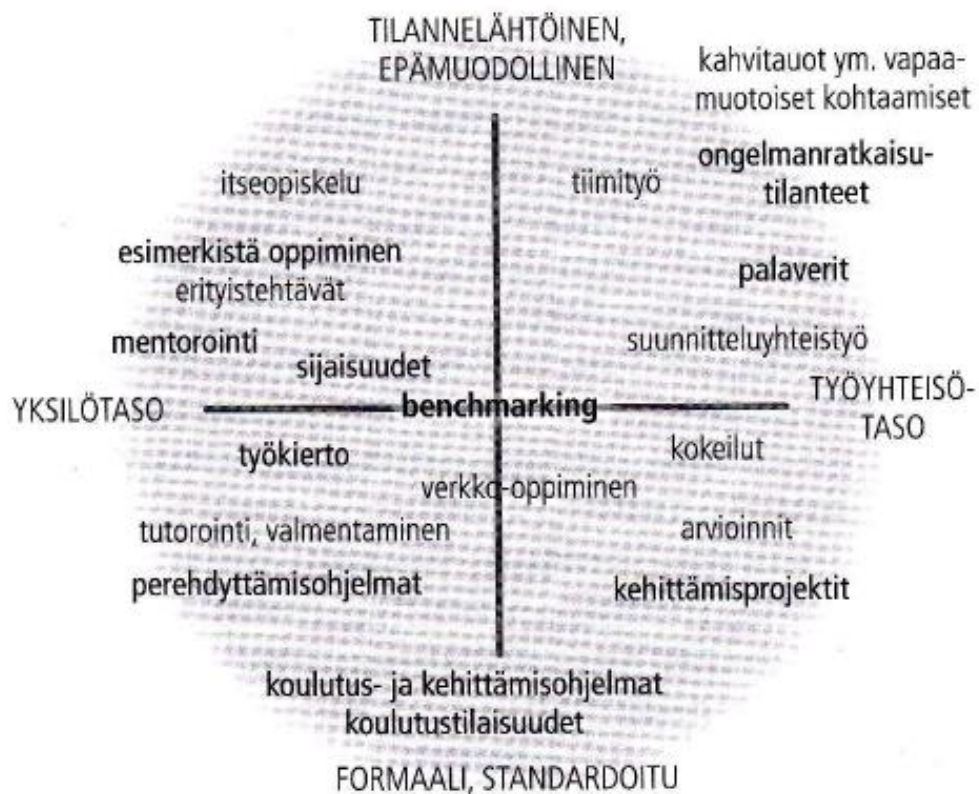 TILANNELÄHTÖINEN,
EPÄMUODOLLINEN
kahvitauot ym. vapaa-
muotoiset kohtaamiset
ongelmanratkaisu-
tilanteet
itseopiskelu
tiimityö
esimerkistä oppiminen
erityistehtävät
palaverit
mentorointi
sijaisuudet
suunnitteluyhteistyö
YKSILÖTASO
benchmarking
TYÖYHTEISÖ-
TASO
työkierto
kokeilut
verkko-oppiminen
tutorointi, valmentaminen
arvioinnit
perehdyttämisohjelmat
kehittämisprojektit
koulutus- ja kehittämisohjelmat
koulutustilaisuudet
FORMAALI, STANDARDOITU